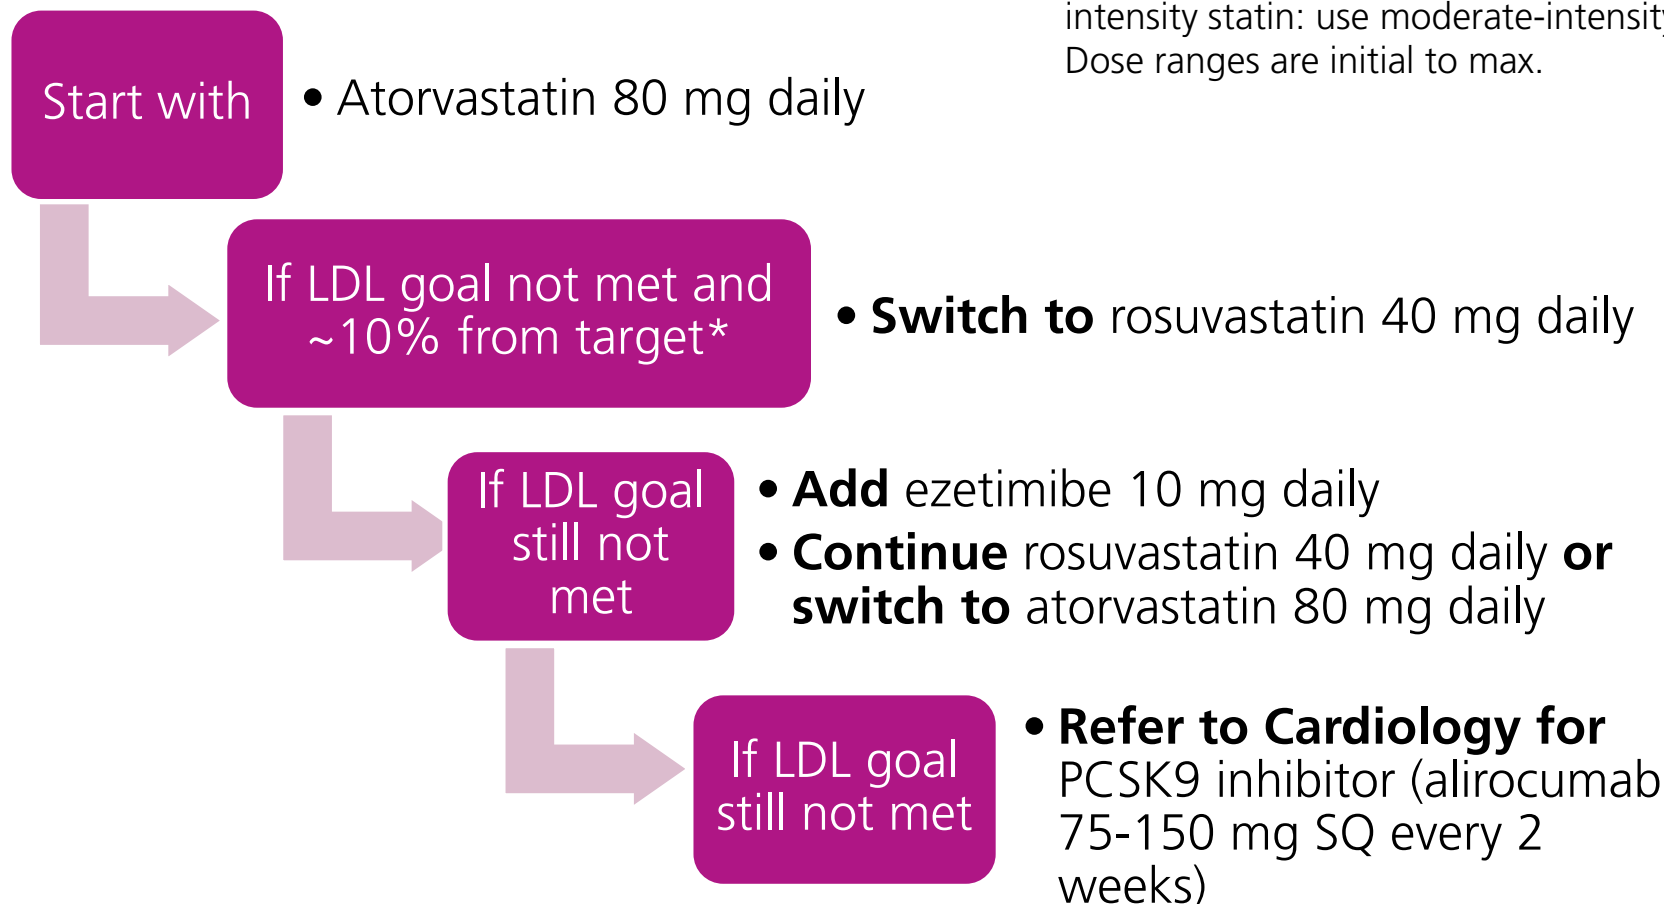 intensity statin: use moderate-intensity
Dose ranges are initial to max.
Start with
• Atorvastatin 80 mg daily
If LDL goal not met and
~10% from target*
• Switch to rosuvastatin 40 mg daily
If LDL goal
still not
met
• Add ezetimibe 10 mg daily
• Continue rosuvastatin 40 mg daily or
switch to atorvastatin 80 mg daily
If LDL goal
still not met
• Refer to Cardiology for
PCSK9 inhibitor (alirocumab
75-150 mg SQ every 2
weeks)